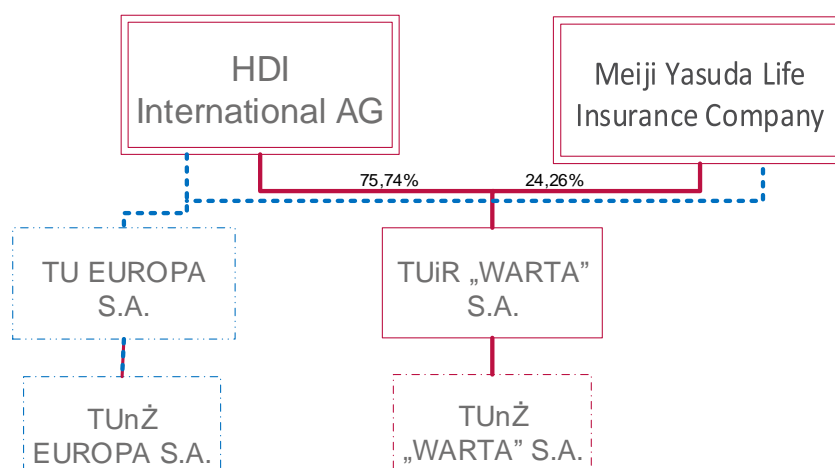 HDI
International AG
Meiji Yasuda Life
Insurance Company
75,74%
24,26%
TU EUROPA
S.A.
TUiR „WARTA”
S.A.
TUnŻ
EUROPA S.A.
TUnŻ
„WARTA” S.A.